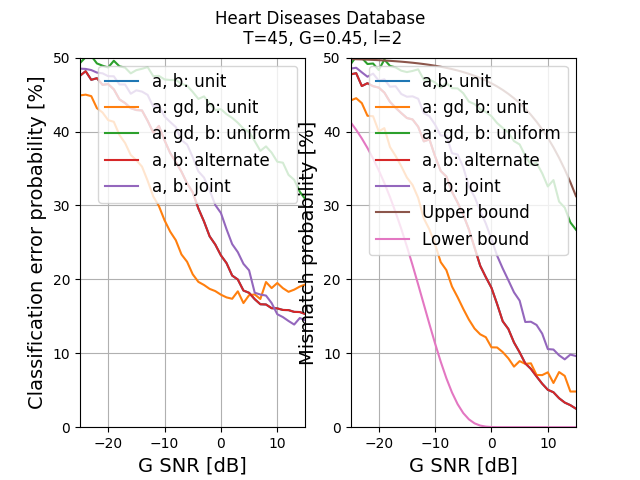 Heart Diseases Database
T=45, G=0.45, l=2
Classification error probability [%]
50
40
30
20
10
0
−20
−10
0
10
G SNR [dB]
a, b: unit
a: gd, b: unit
a: gd, b: uniform
a, b: alternate
a, b: joint
Mismatch probability [%]
50
40
30
20
10
0
−20
−10
0
10
G SNR [dB]
a,b: unit
a: gd, b: unit
a: gd, b: uniform
a, b: alternate
a, b: joint
Upper bound
Lower bound